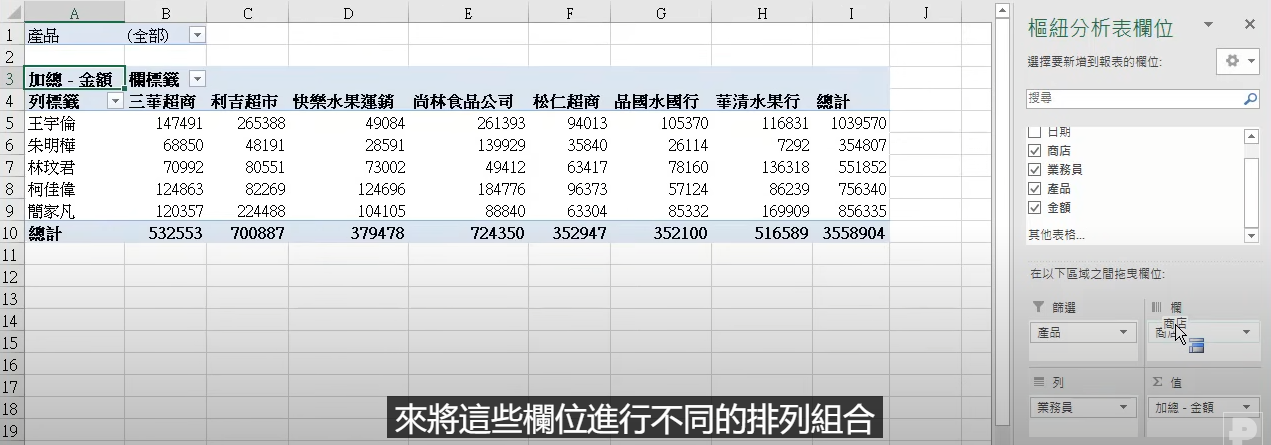 A B C D E F G H I J
1 產品 (全部)
2
3 加總 - 金額 欄標籤
4 列標籤 三華超商 利吉超市 快樂水果運銷 尚林食品公司 松仁超商 品國水國行 華清水果行 總計
5 王宇倫 147491 265388 49084 261393 94013 105370 116831 1039570
6 朱明樺 68850 48191 28591 139929 35840 26114 7292 354807
7 林玟君 70992 80551 73002 49412 63417 78160 136318 551852
8 柯佳偉 124863 82269 124696 184776 96373 57124 86239 756340
9 簡家凡 120357 224488 104105 88840 63304 85332 169909 856335
10 總計 532553 700887 379478 724350 352947 352100 516589 3558904
11
12
13
14
15
16
17
18
19
樞紐分析表欄位
選擇要新增到報表的欄位:
搜尋
日期
商店
業務員
產品
金額
其他表格...
在以下區域之間拖曳欄位:
篩選 欄
商店
產品 商店
列 Σ 值
業務員 加總 - 金額
來將這些欄位進行不同的排列組合